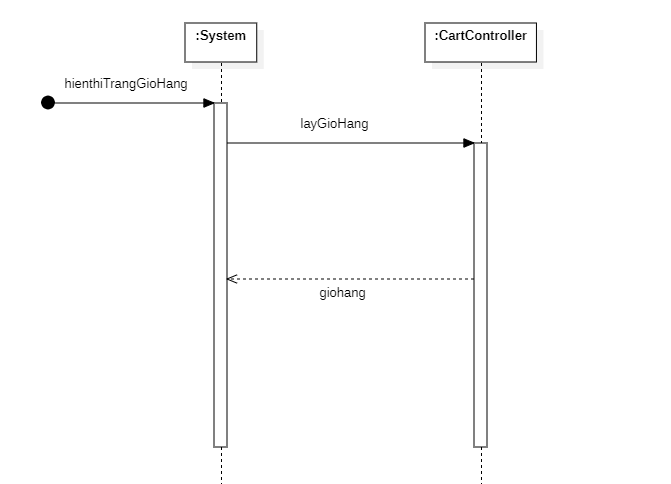 :System
:CartController
hienthiTrangGioHang
layGioHang
giohang